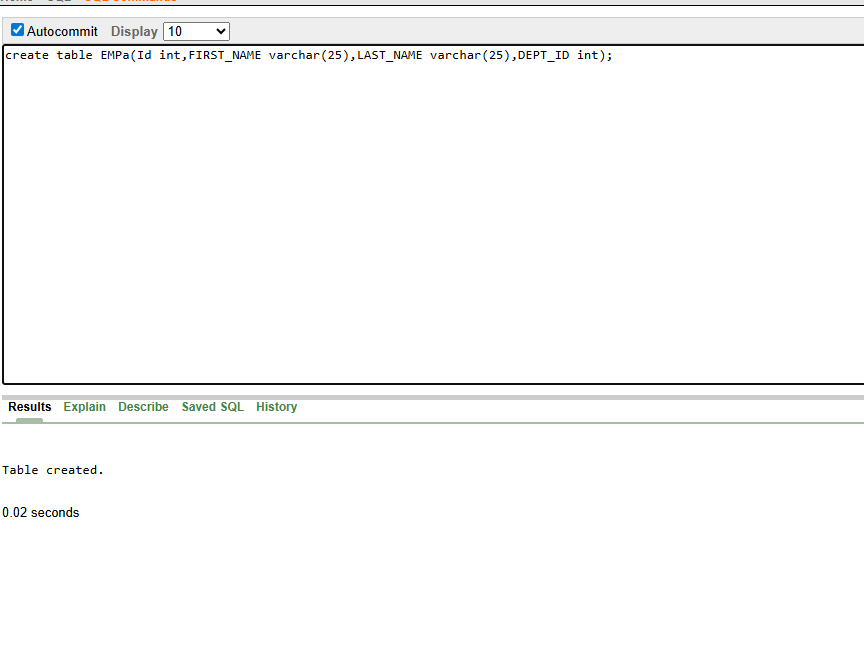 Autocommit Display 10
create table EMPa(Id int,FIRST_NAME varchar(25),LAST_NAME varchar(25),DEPT_ID int);
Results Explain Describe Saved SQL History
Table created.
0.02 seconds